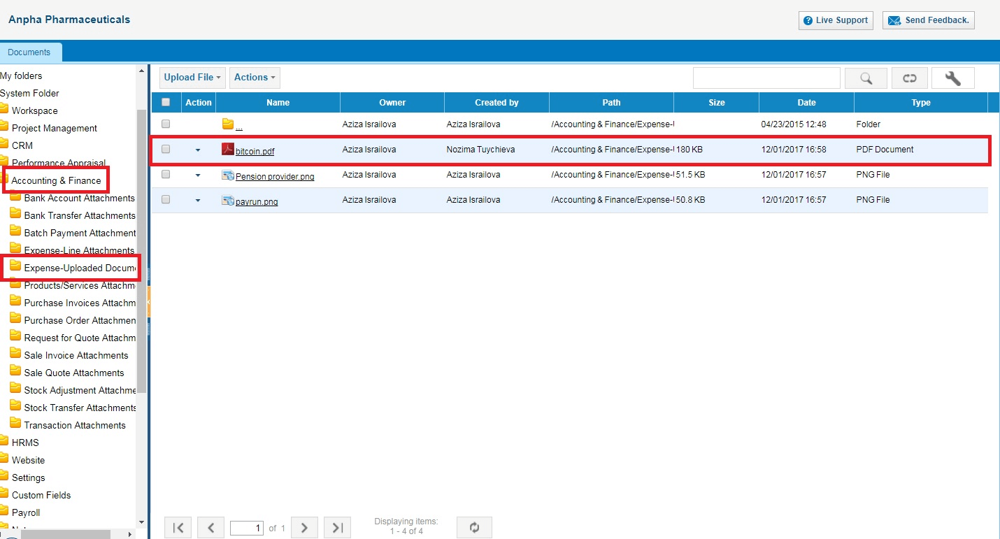 Anpha Pharmaceuticals
Live Support
Send Feedback.
Documents
My folders
System Folder
Workspace
Project Management
CRM
Performance Appraisal
Accounting & Finance
Bank Account Attachments
Bank Transfer Attachments
Batch Payment Attachment
Expense-Line Attachments
Expense-Uploaded Docume
Products/Services Attachm
Purchase Invoices Attachm
Purchase Order Attachmen
Request for Quote Attachm
Sale Invoice Attachments
Sale Quote Attachments
Stock Adjustment Attachme
Stock Transfer Attachments
Transaction Attachments
HRMS
Website
Settings
Custom Fields
Payroll
Upload File Actions
Action Name Owner Created by Path Size Date Type
... Aziza Israilova Aziza Israilova /Accounting & Finance/Expense- 04/23/2015 12:48 Folder
bitcoin.pdf Aziza Israilova Nozima Tuychieva /Accounting & Finance/Expense- 180 KB 12/01/2017 16:58 PDF Document
Pension provider.png Aziza Israilova Aziza Israilova /Accounting & Finance/Expense- 51.5 KB 12/01/2017 16:57 PNG File
payrun.png Aziza Israilova Aziza Israilova /Accounting & Finance/Expense- 50.8 KB 12/01/2017 16:57 PNG File
1 of 1
Displaying items:
1 - 4 of 4